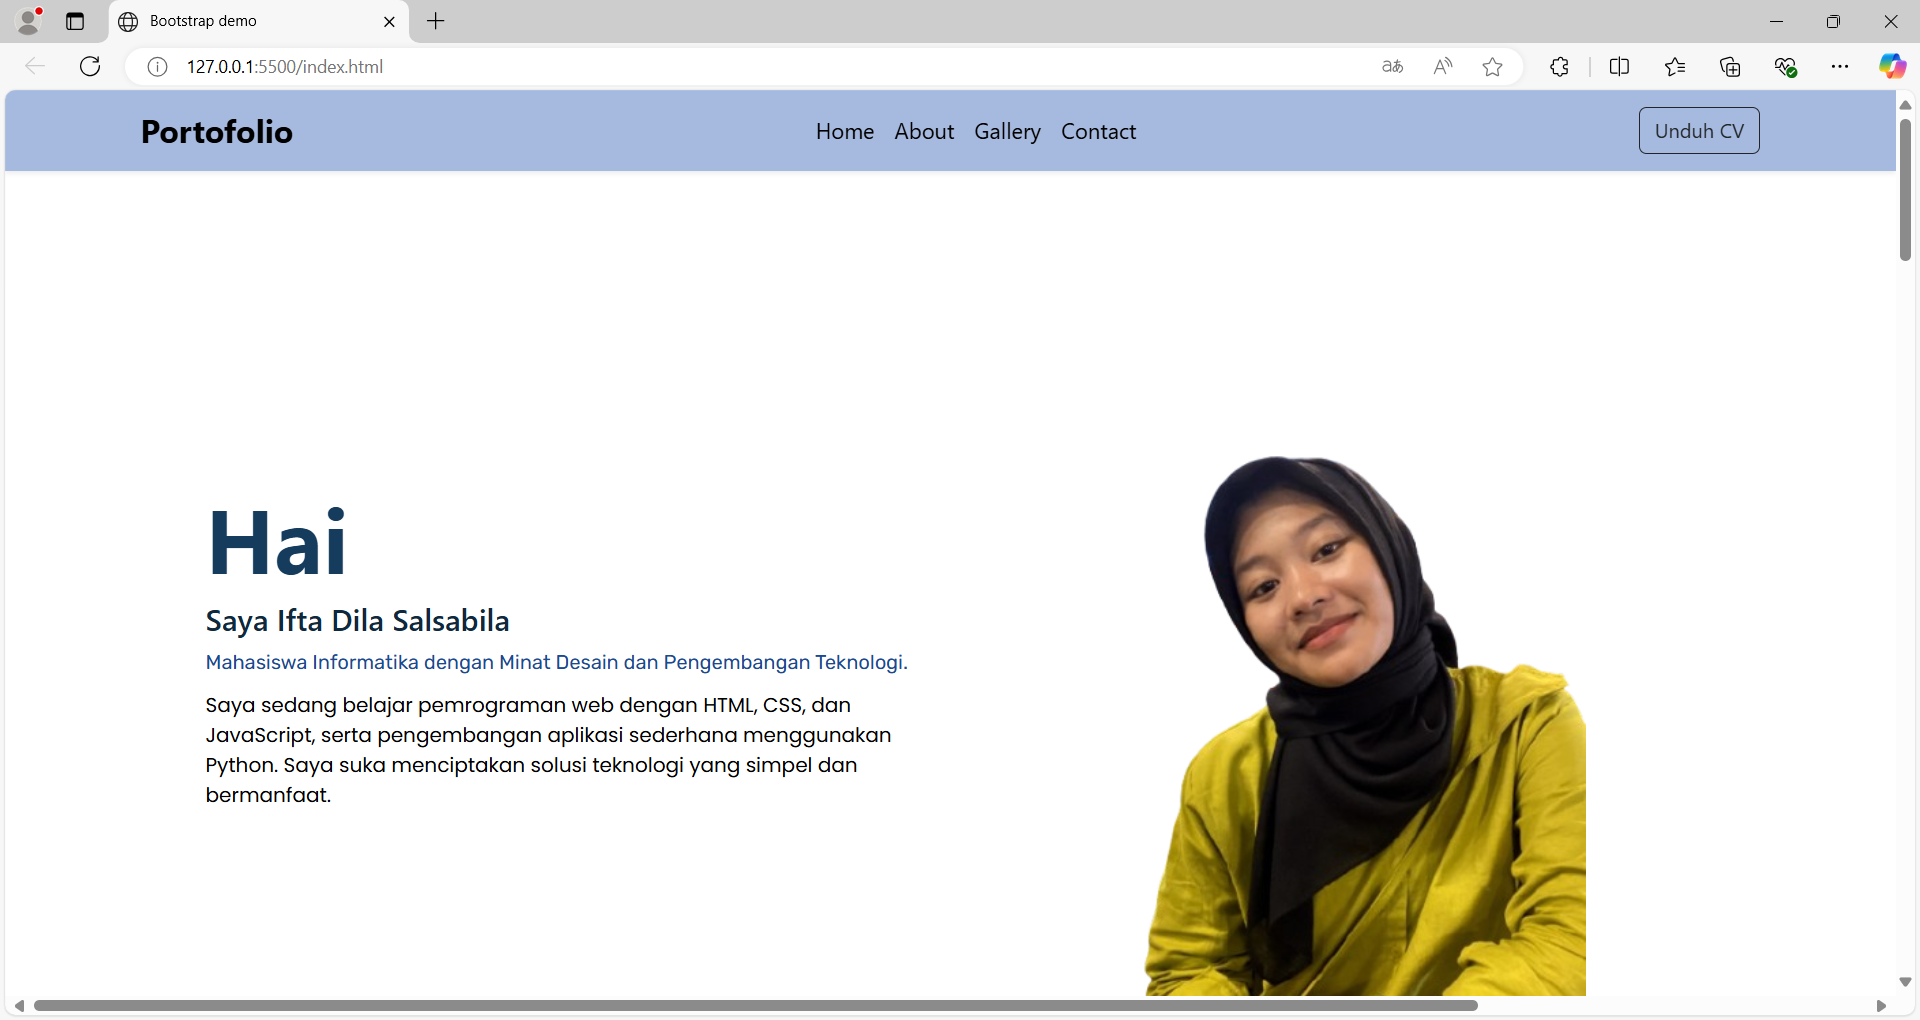 Bootstrap demo
127.0.0.1:5500/index.html
Portofolio
Home About Gallery Contact
Unduh CV
Hai
Saya Ifta Dila Salsabila
Mahasiswa Informatika dengan Minat Desain dan Pengembangan Teknologi.
Saya sedang belajar pemrograman web dengan HTML, CSS, dan
JavaScript, serta pengembangan aplikasi sederhana menggunakan
Python. Saya suka menciptakan solusi teknologi yang simpel dan
bermanfaat.